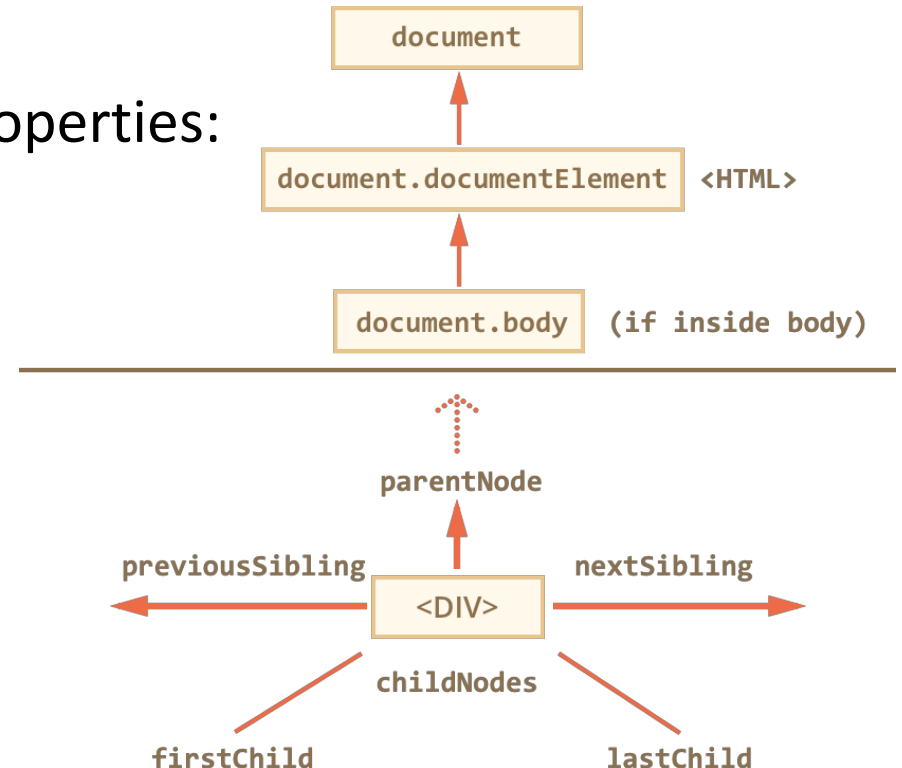 document
operties:
document.documentElement <HTML>
document.body (if inside body)
parentNode
previousSibling nextSibling
<DIV>
childNodes
firstChild lastChild